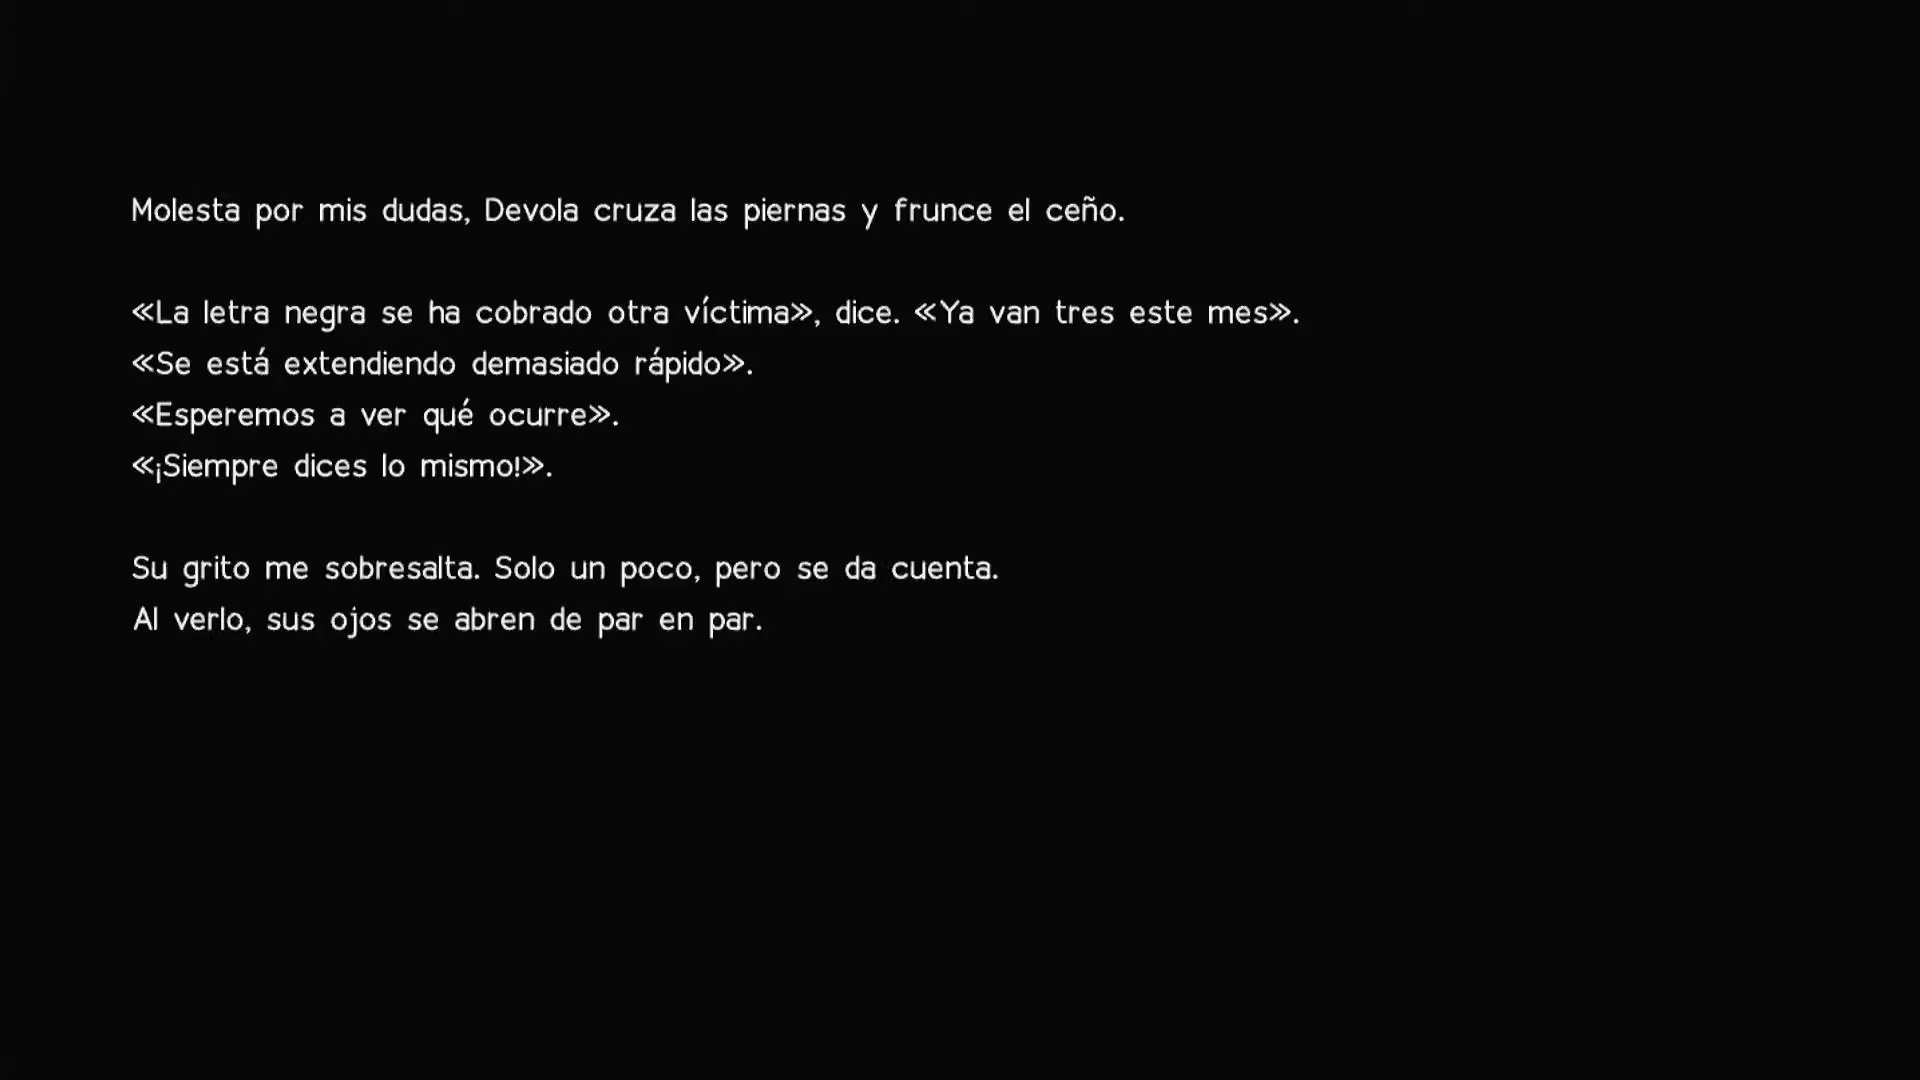 Molesta por mis dudas, Devola cruza las piernas y frunce el ceño.
«La letra negra se ha cobrado otra víctima», dice. «Ya van tres este mes».
«Se está extendiendo demasiado rápido».
«Esperemos a ver qué ocurre».
«¡Siempre dices lo mismo!».
Su grito me sobresalta. Solo un poco, pero se da cuenta.
Al verlo, sus ojos se abren de par en par.